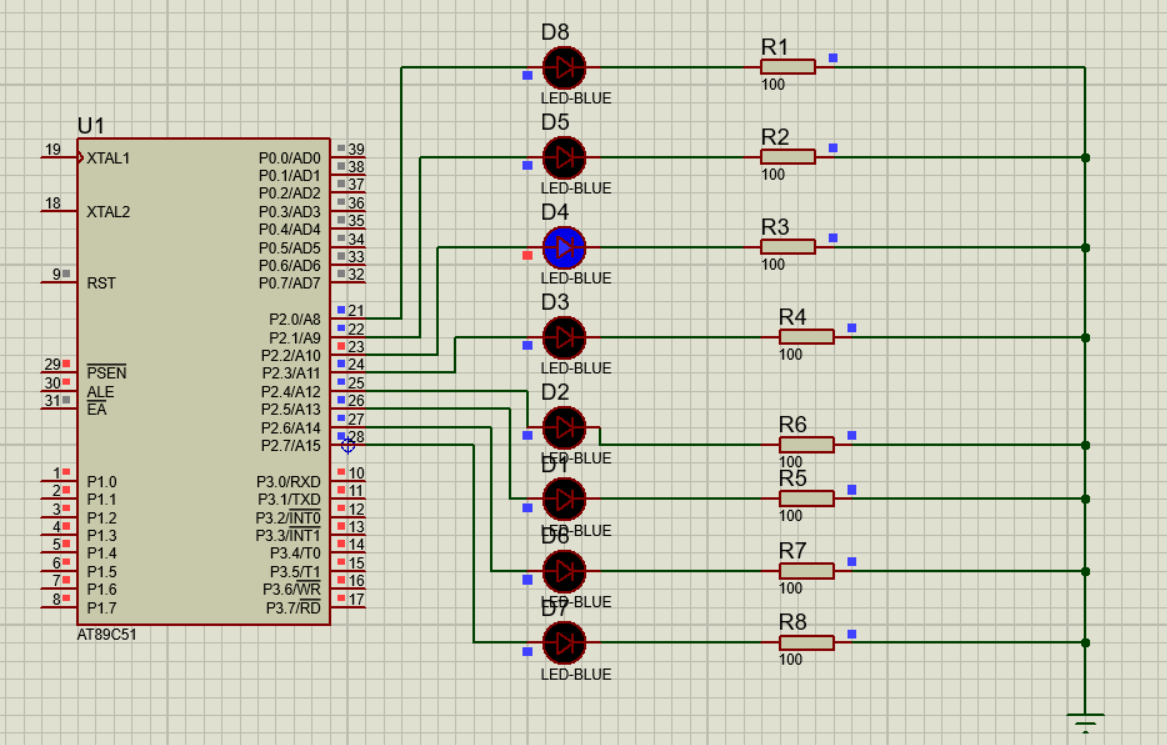 U1
19 XTAL1
18 XTAL2
9 RST
29 PSEN
30 ALE
31 EA
1 P1.0
2 P1.1
3 P1.2
4 P1.3
5 P1.4
6 P1.5
7 P1.6
8 P1.7
AT89C51
P0.0/AD0 39
P0.1/AD1 38
P0.2/AD2 37
P0.3/AD3 36
P0.4/AD4 35
P0.5/AD5 34
P0.6/AD6 33
P0.7/AD7 32
P2.0/A8 21
P2.1/A9 22
P2.2/A10 23
P2.3/A11 24
P2.4/A12 25
P2.5/A13 26
P2.6/A14 27
P2.7/A15 28
P3.0/RXD 10
P3.1/TXD 11
P3.2/INT0 12
P3.3/INT1 13
P3.4/T0 14
P3.5/T1 15
P3.6/WR 16
P3.7/RD 17
D8
LED-BLUE
D5
LED-BLUE
D4
LED-BLUE
D3
LED-BLUE
D2
LED-BLUE
D1
LED-BLUE
D6
LED-BLUE
D7
LED-BLUE
R1
100
R2
100
R3
100
R4
100
R6
100
R5
100
R7
100
R8
100